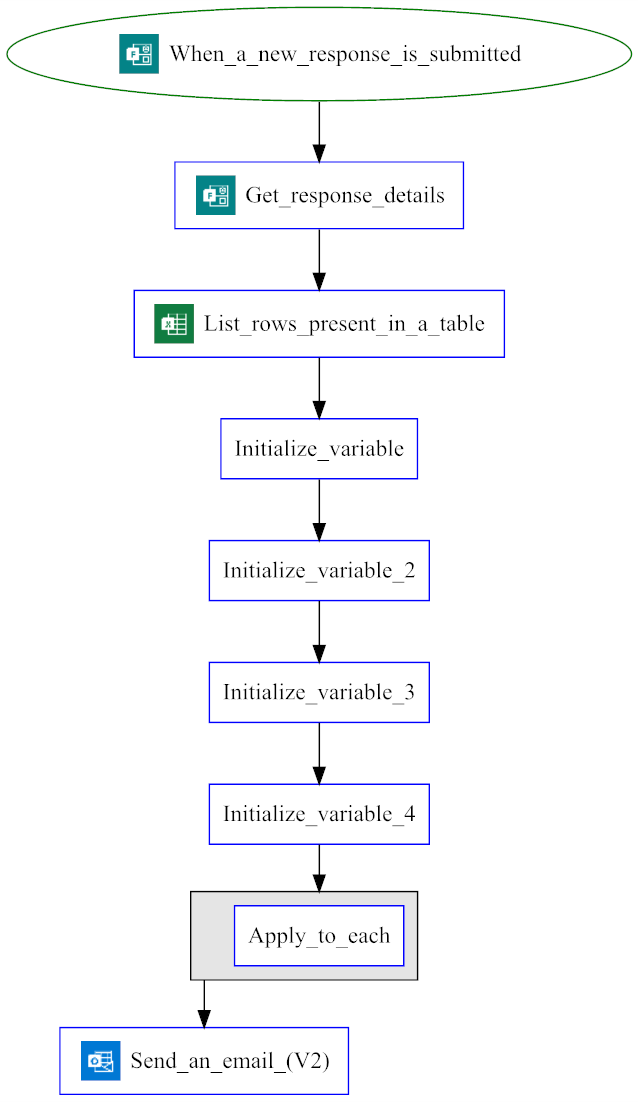 When_a_new_response_is_submitted
Get_response_details
List_rows_present_in_a_table
Initialize_variable
Initialize_variable_2
Initialize_variable_3
Initialize_variable_4
Apply_to_each
Send_an_email_(V2)